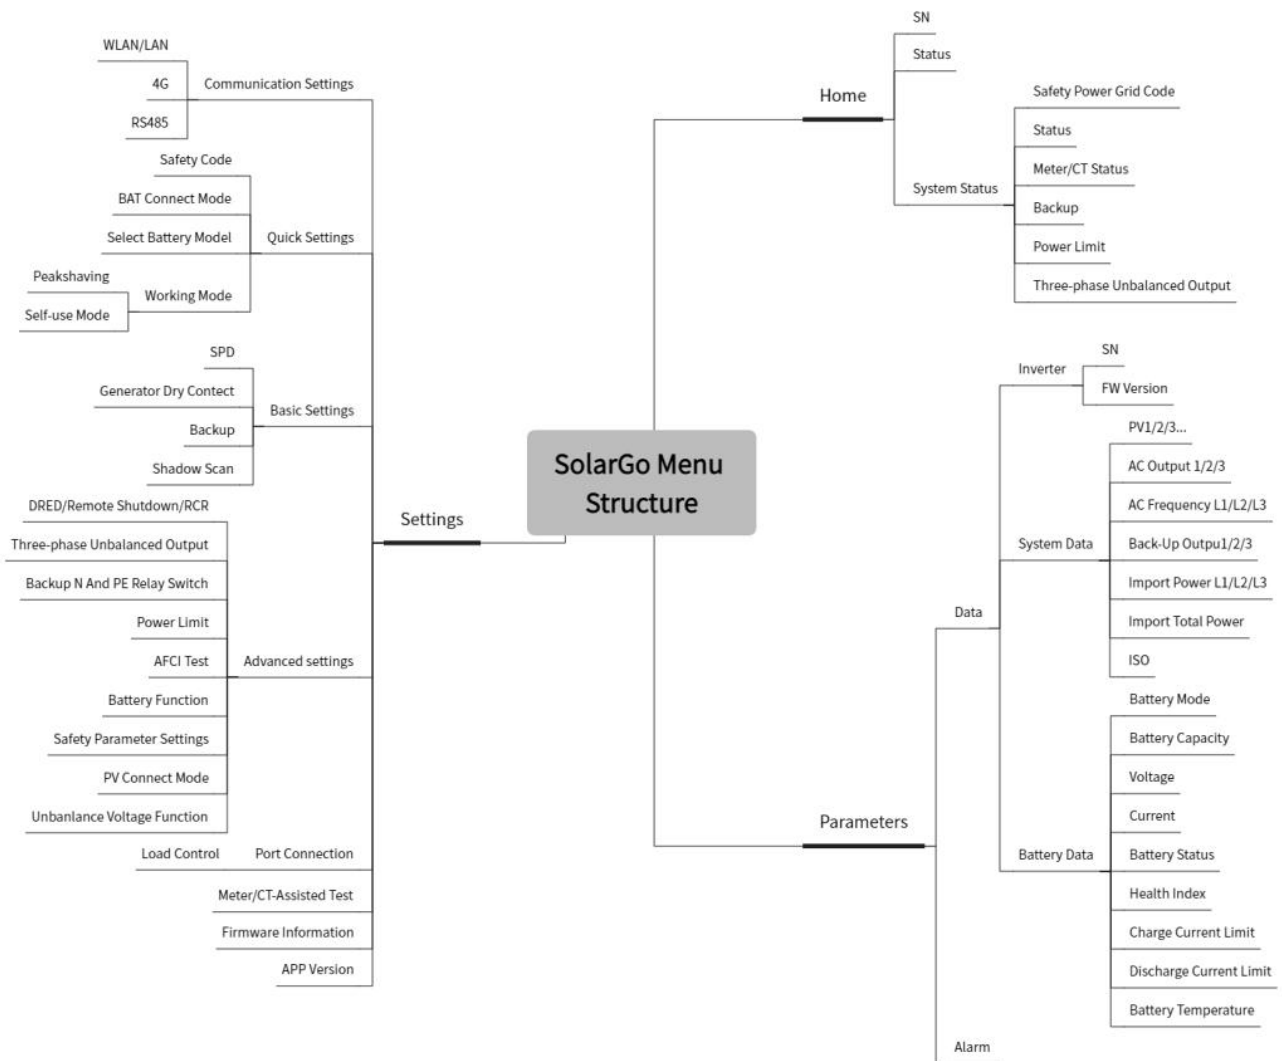 SolarGo Menu
Structure
Home
SN
Status
System Status
Safety Power Grid Code
Status
Meter/CT Status
Backup
Power Limit
Three-phase Unbalanced Output
Parameters
Data
Inverter
SN
FW Version
System Data
PV1/2/3...
AC Output 1/2/3
AC Frequency L1/L2/L3
Back-Up Outpu1/2/3
Import Power L1/L2/L3
Import Total Power
ISO
Battery Data
Battery Mode
Battery Capacity
Voltage
Current
Battery Status
Health Index
Charge Current Limit
Discharge Current Limit
Battery Temperature
Alarm
Settings
Communication Settings
WLAN/LAN
4G
RS485
Quick Settings
Safety Code
BAT Connect Mode
Select Battery Model
Working Mode
Peakshaving
Self-use Mode
Basic Settings
SPD
Generator Dry Contect
Backup
Shadow Scan
Advanced settings
DRED/Remote Shutdown/RCR
Three-phase Unbalanced Output
Backup N And PE Relay Switch
Power Limit
AFCI Test
Battery Function
Safety Parameter Settings
PV Connect Mode
Unbanlance Voltage Function
Port Connection
Load Control
Meter/CT-Assisted Test
Firmware Information
APP Version